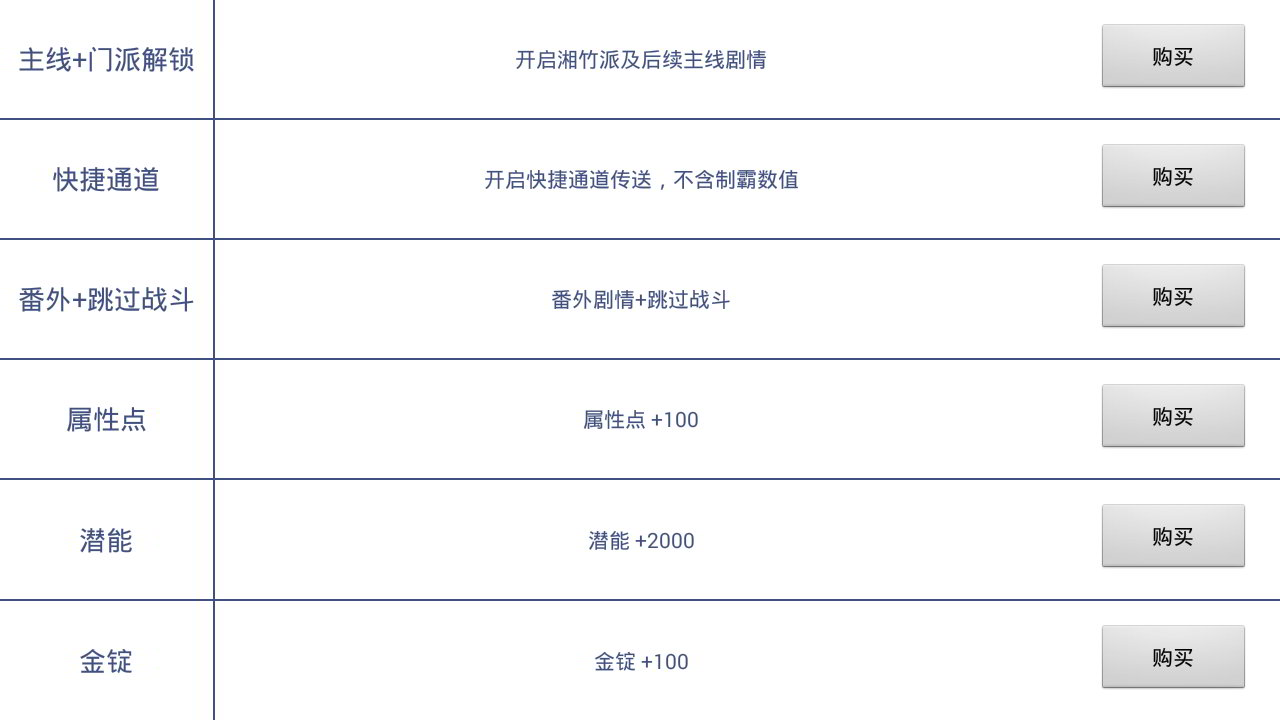 主线+门派解锁
开启湘竹派及后续主线剧情
购买
快捷通道
开启快捷通道传送，不含制霸数值
购买
番外+跳过战斗
番外剧情+跳过战斗
购买
属性点
属性点 +100
购买
潜能
潜能 +2000
购买
金锭
金锭 +100
购买